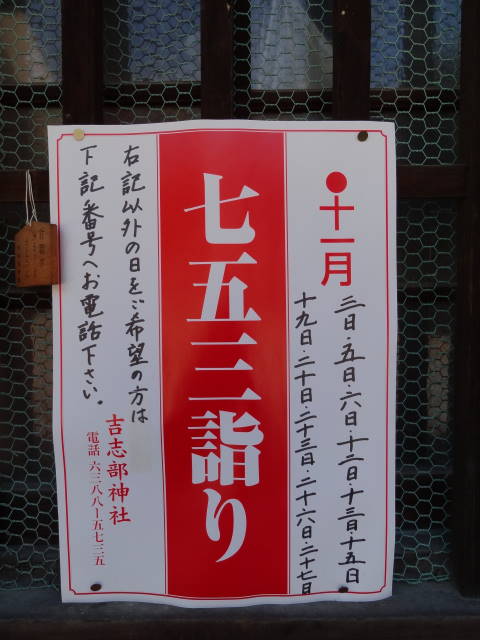 ●十一月
三日・五日・六日・十二日・十三日・十五日
十九日・二十日・二十三日・二十六日・二十七日
七五三詣り
右記以外の日をご希望の方は
下記番号へお電話下さい。
吉志部神社
電話 六三八八ー五七三五